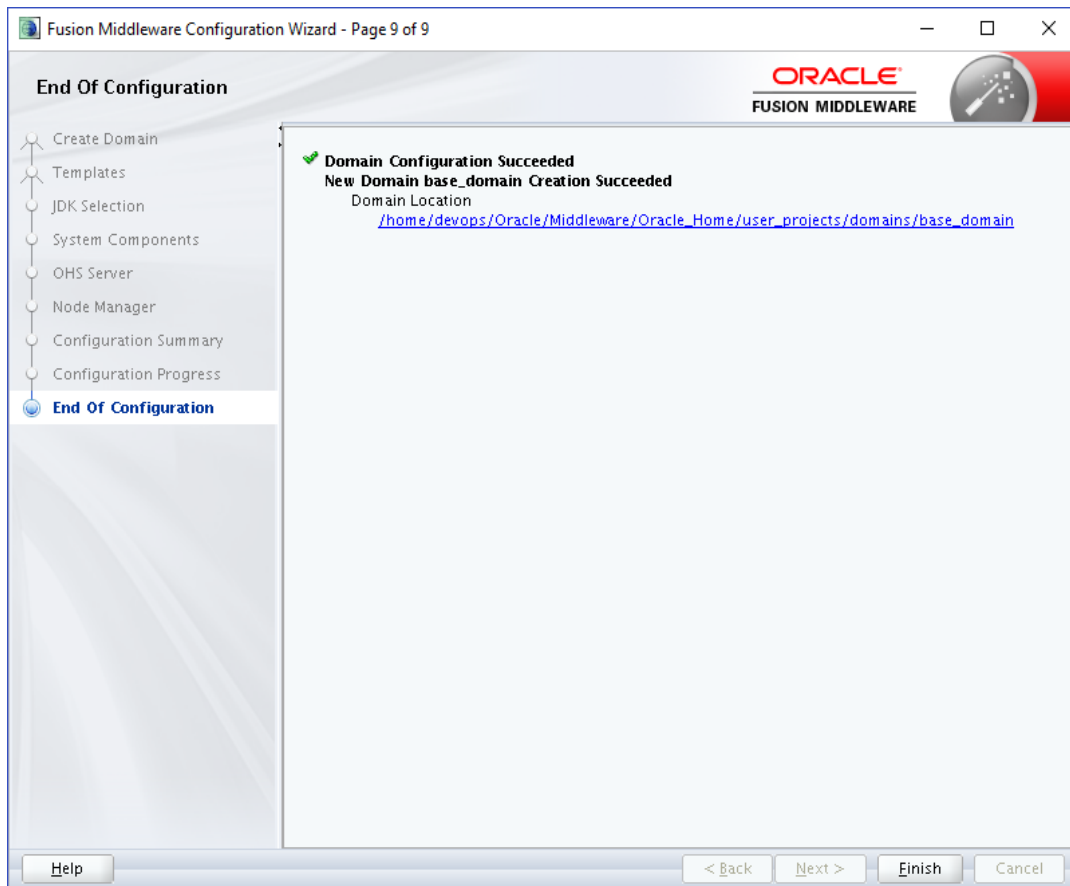 Fusion Middleware Configuration Wizard - Page 9 of 9
End Of Configuration
ORACLE
FUSION MIDDLEWARE
Create Domain
Templates
JDK Selection
System Components
OHS Server
Node Manager
Configuration Summary
Configuration Progress
End Of Configuration
Domain Configuration Succeeded
New Domain base_domain Creation Succeeded
Domain Location
/home/devops/Oracle/Middleware/Oracle_Home/user_projects/domains/base_domain
Help
< Back
Next >
Finish
Cancel